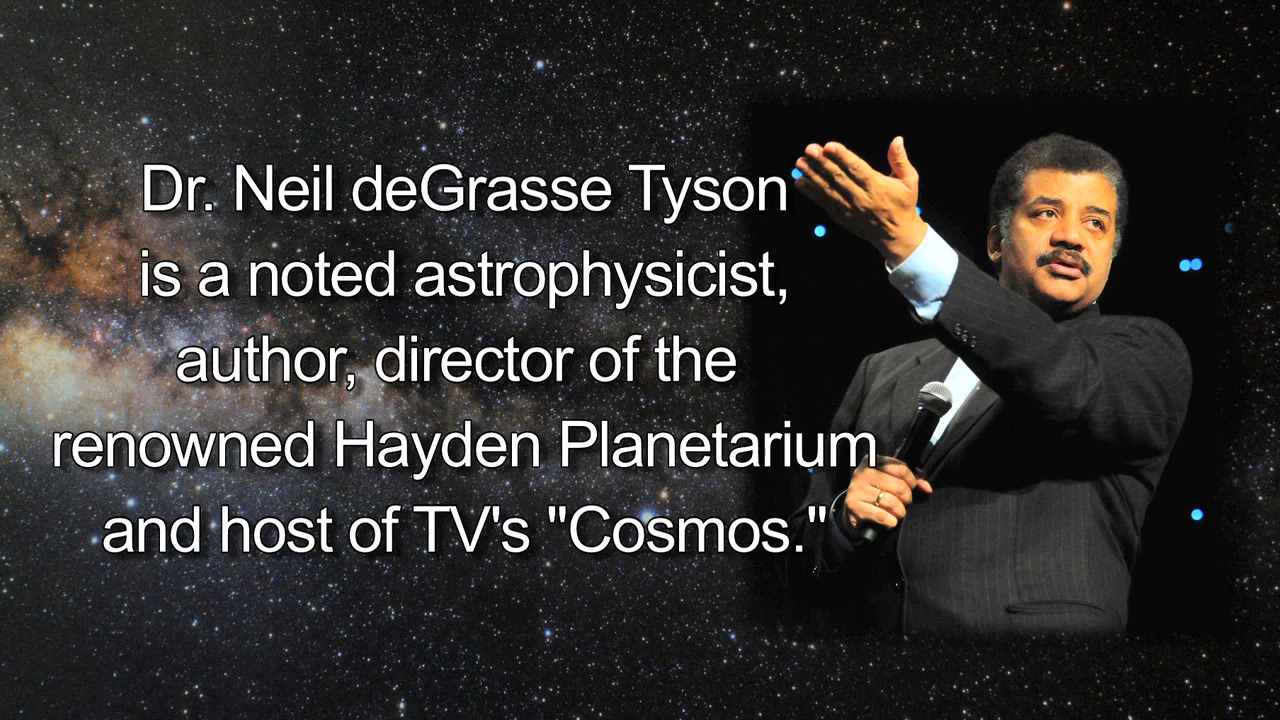 Dr. Neil deGrasse Tyson
is a noted astrophysicist,
author, director of the
renowned Hayden Planetarium
and host of TV's "Cosmos."